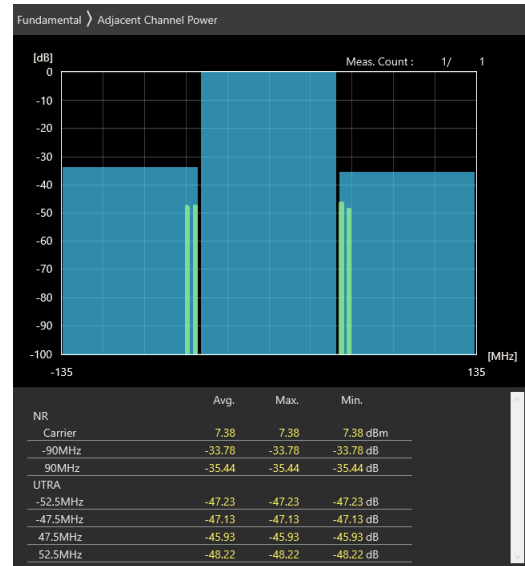 Fundamental 〉 Adjacent Channel Power
[dB]
Meas. Count : 1/ 1
0
-10
-20
-30
-40
-50
-60
-70
-80
-90
-100
[MHz]
-135 135
Avg. Max. Min.
NR
Carrier 7.38 7.38 7.38 dBm
-90MHz -33.78 -33.78 -33.78 dB
90MHz -35.44 -35.44 -35.44 dB
UTRA
-52.5MHz -47.23 -47.23 -47.23 dB
-47.5MHz -47.13 -47.13 -47.13 dB
47.5MHz -45.93 -45.93 -45.93 dB
52.5MHz -48.22 -48.22 -48.22 dB